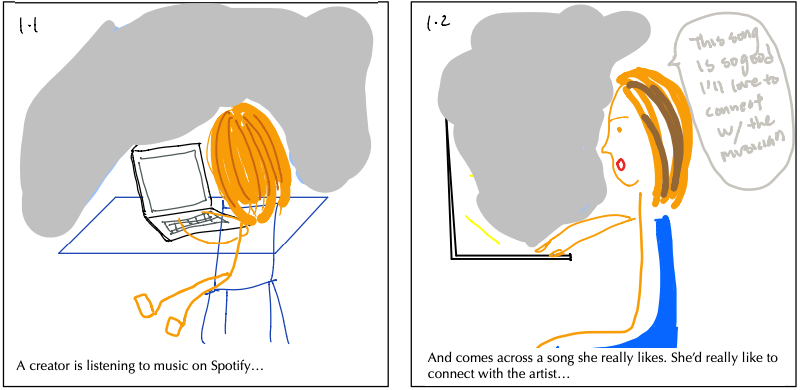 1.1
A creator is listening to music on Spotify...
1.2
This song
is so good
I'll love to
connect
w/ the
musician
And comes across a song she really likes. She'd really like to
connect with the artist...